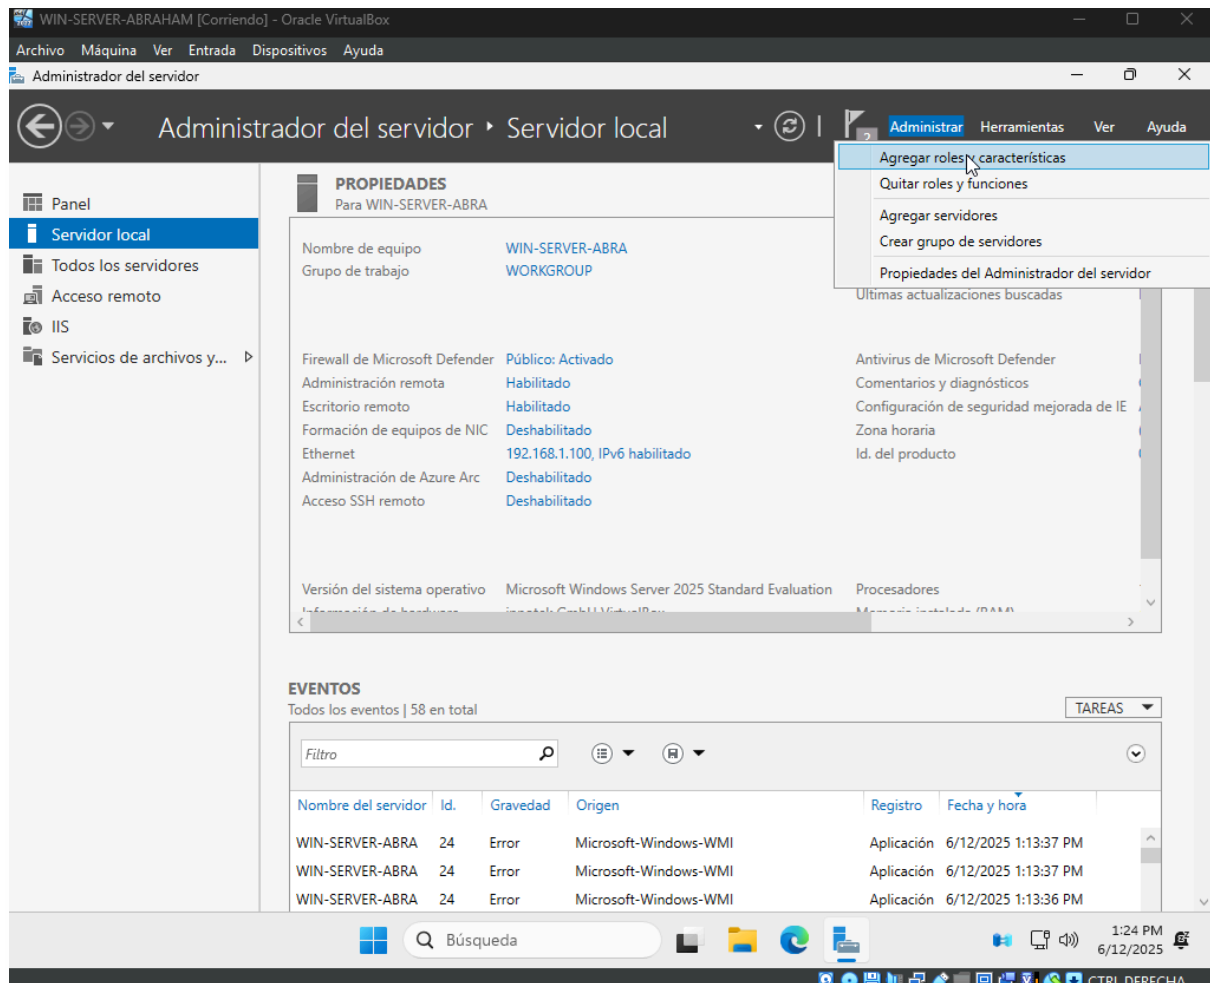 WIN-SERVER-ABRAHAM [Corriendo] - Oracle VirtualBox
Archivo Máquina Ver Entrada Dispositivos Ayuda
Administrador del servidor
Administrador del servidor ‣ Servidor local
2
Administrar Herramientas Ver Ayuda
Agregar roles y características
Quitar roles y funciones
Agregar servidores
Crear grupo de servidores
Propiedades del Administrador del servidor
Panel
Servidor local
Todos los servidores
Acceso remoto
IIS
Servicios de archivos y...
PROPIEDADES
Para WIN-SERVER-ABRA
Nombre de equipo WIN-SERVER-ABRA
Grupo de trabajo WORKGROUP
Últimas actualizaciones buscadas
Firewall de Microsoft Defender Público: Activado Antivirus de Microsoft Defender
Administración remota Habilitado Comentarios y diagnósticos
Escritorio remoto Habilitado Configuración de seguridad mejorada de IE
Formación de equipos de NIC Deshabilitado Zona horaria
Ethernet 192.168.1.100, IPv6 habilitado Id. del producto
Administración de Azure Arc Deshabilitado
Acceso SSH remoto Deshabilitado
Versión del sistema operativo Microsoft Windows Server 2025 Standard Evaluation Procesadores
Información de hardware innotek GmbH VirtualBox Memoria instalada (RAM)
EVENTOS
Todos los eventos | 58 en total
TAREAS
Filtro
Nombre del servidor Id. Gravedad Origen Registro Fecha y hora
WIN-SERVER-ABRA 24 Error Microsoft-Windows-WMI Aplicación 6/12/2025 1:13:37 PM
WIN-SERVER-ABRA 24 Error Microsoft-Windows-WMI Aplicación 6/12/2025 1:13:37 PM
WIN-SERVER-ABRA 24 Error Microsoft-Windows-WMI Aplicación 6/12/2025 1:13:36 PM
Búsqueda
1:24 PM
6/12/2025
CTRL DERECHA